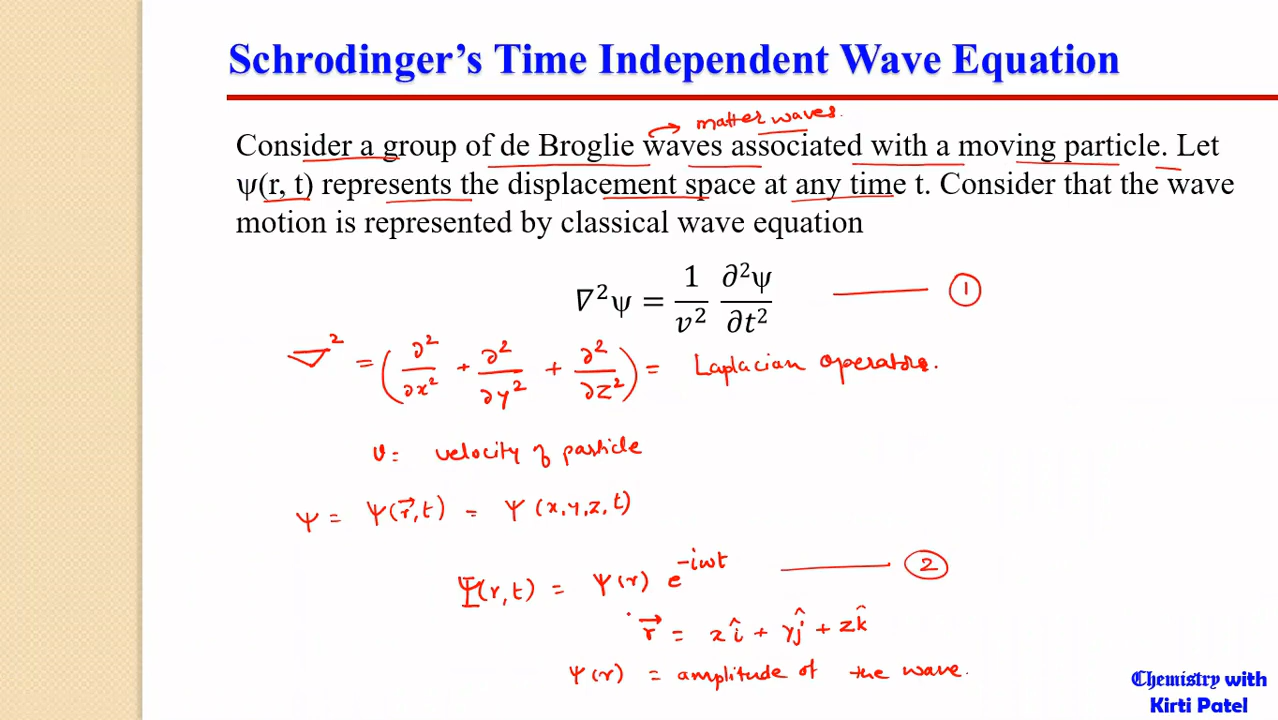 Schrodinger's Time Independent Wave Equation
matter waves.
Consider a group of de Broglie waves associated with a moving particle. Let
ψ(r, t) represents the displacement space at any time t. Consider that the wave
motion is represented by classical wave equation
∇²ψ = 1/v² ∂²ψ/∂t² ——— ①
∇² = (∂²/∂x² + ∂²/∂y² + ∂²/∂z²) = Laplacian operator.
v = velocity of particle
Ψ = Ψ(r⃗,t) = Ψ(x,y,z,t)
Ψ(r,t) = Ψ(r) e^{-iωt} ——— ②
r⃗ = xî + yĵ + zk̂
Ψ(r) = amplitude of the wave.
Chemistry with
Kirti Patel